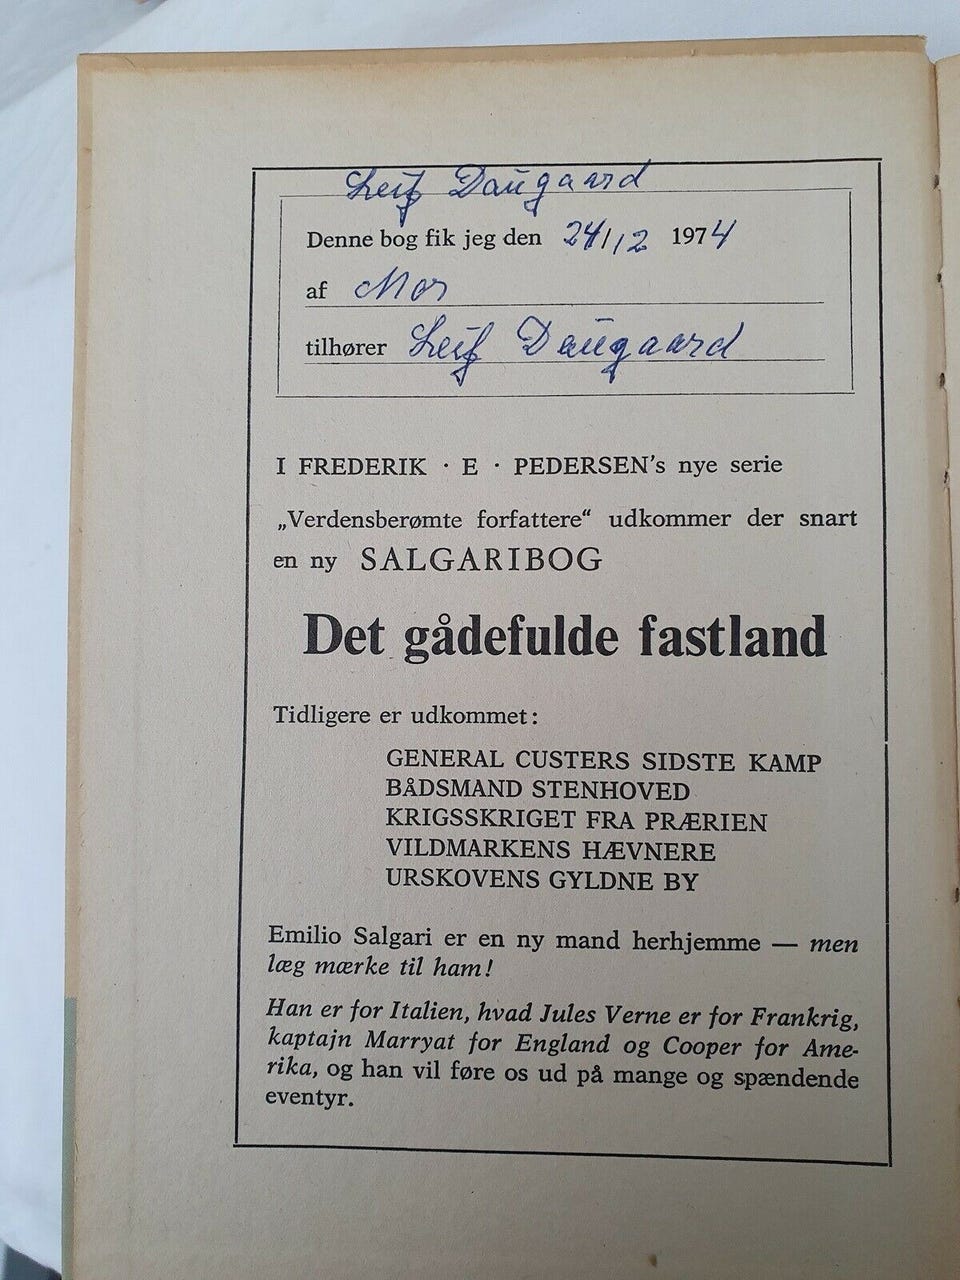 Leif Daugaard
Denne bog fik jeg den 24/12 1974
af Mor
tilhører Leif Daugaard
I FREDERIK · E · PEDERSEN's nye serie
„Verdensberømte forfattere“ udkommer der snart
en ny SALGARIBOG
Det gådefulde fastland
Tidligere er udkommet:
GENERAL CUSTERS SIDSTE KAMP
BÅDSMAND STENHOVED
KRIGSSKRIGET FRA PRÆRIEN
VILDMARKENS HÆVNERE
URSKOVENS GYLDNE BY
Emilio Salgari er en ny mand herhjemme — men
læg mærke til ham!
Han er for Italien, hvad Jules Verne er for Frankrig,
kaptajn Marryat for England og Cooper for Ame-
rika, og han vil føre os ud på mange og spændende
eventyr.